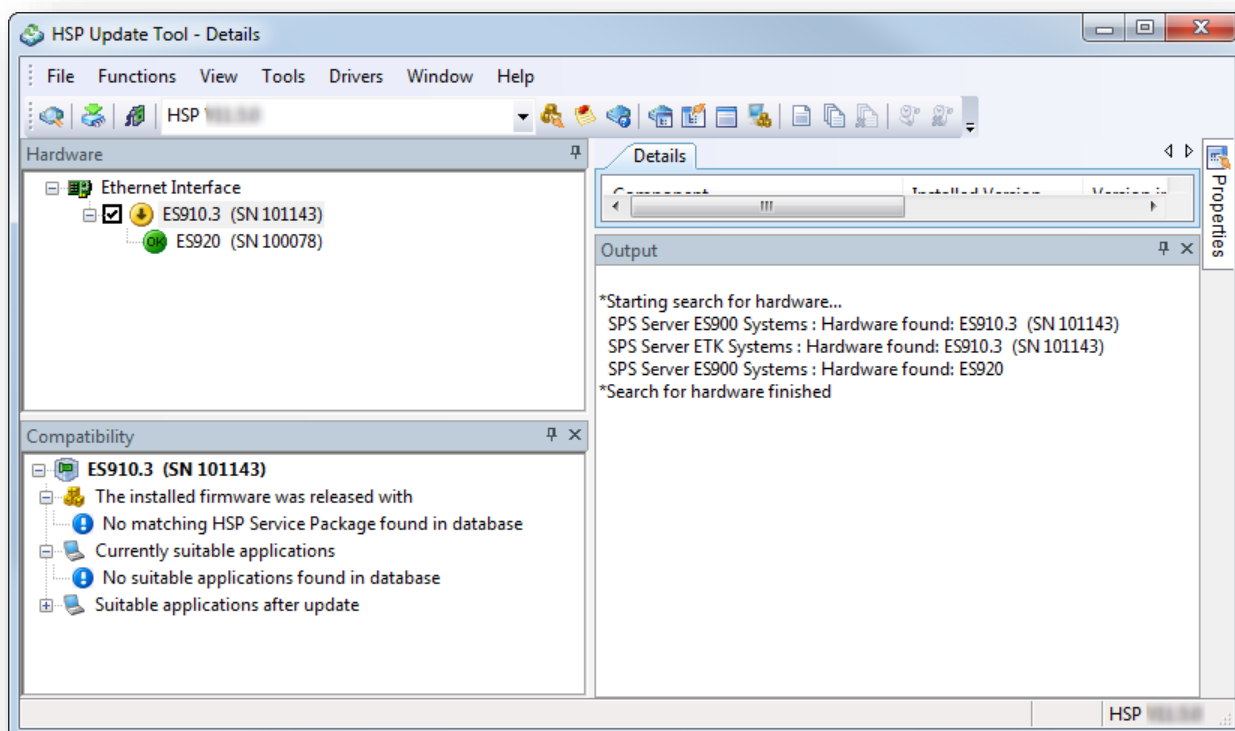 HSP Update Tool - Details
File Functions View Tools Drivers Window Help
HSP
Hardware
Ethernet Interface
ES910.3 (SN 101143)
OK ES920 (SN 100078)
Compatibility
ES910.3 (SN 101143)
The installed firmware was released with
No matching HSP Service Package found in database
Currently suitable applications
No suitable applications found in database
Suitable applications after update
Details
Component Installed Version
Output
*Starting search for hardware...
SPS Server ES900 Systems : Hardware found: ES910.3 (SN 101143)
SPS Server ETK Systems : Hardware found: ES910.3 (SN 101143)
SPS Server ES900 Systems : Hardware found: ES920
*Search for hardware finished
Properties
HSP